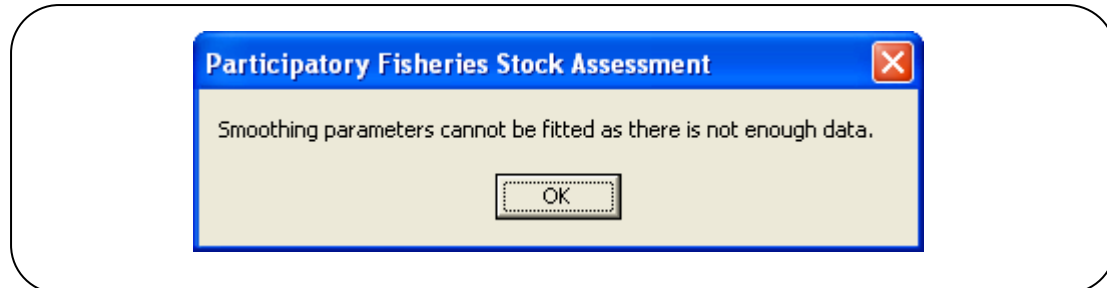 Participatory Fisheries Stock Assessment
Smoothing parameters cannot be fitted as there is not enough data.
OK